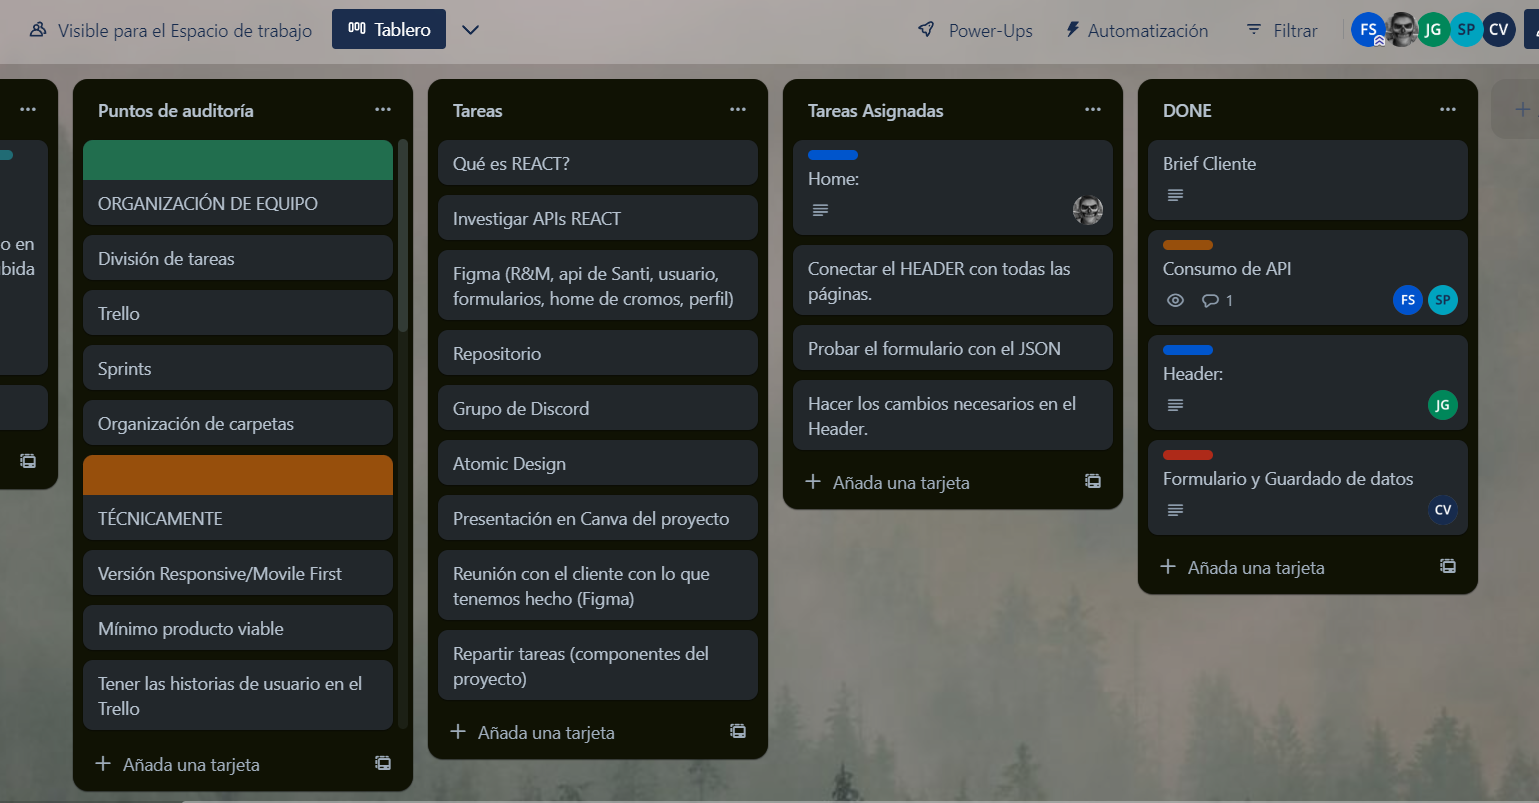 Visible para el Espacio de trabajo
Tablero
Power-Ups
Automatización
Filtrar
FS
JG
SP
CV
o en
bida
Puntos de auditoría
ORGANIZACIÓN DE EQUIPO
División de tareas
Trello
Sprints
Organización de carpetas
TÉCNICAMENTE
Versión Responsive/Movile First
Mínimo producto viable
Tener las historias de usuario en el
Trello
Añada una tarjeta
Tareas
Qué es REACT?
Investigar APIs REACT
Figma (R&M, api de Santi, usuario,
formularios, home de cromos, perfil)
Repositorio
Grupo de Discord
Atomic Design
Presentación en Canva del proyecto
Reunión con el cliente con lo que
tenemos hecho (Figma)
Repartir tareas (componentes del
proyecto)
Añada una tarjeta
Tareas Asignadas
Home:
Conectar el HEADER con todas las
páginas.
Probar el formulario con el JSON
Hacer los cambios necesarios en el
Header.
Añada una tarjeta
DONE
Brief Cliente
Consumo de API
1
FS
SP
Header:
JG
Formulario y Guardado de datos
CV
Añada una tarjeta